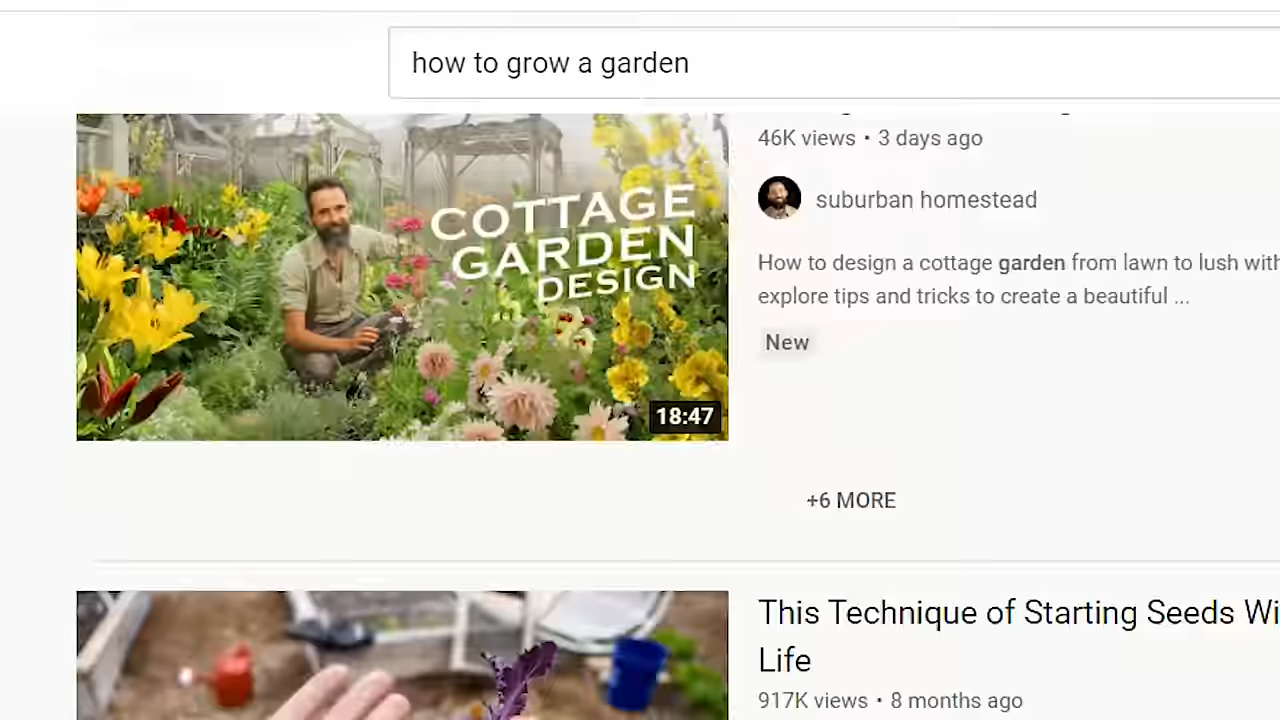 how to grow a garden
46K views • 3 days ago
suburban homestead
COTTAGE
GARDEN
DESIGN
How to design a cottage garden from lawn to lush with
explore tips and tricks to create a beautiful ...
New
18:47
+6 MORE
This Technique of Starting Seeds Wi
Life
917K views • 8 months ago